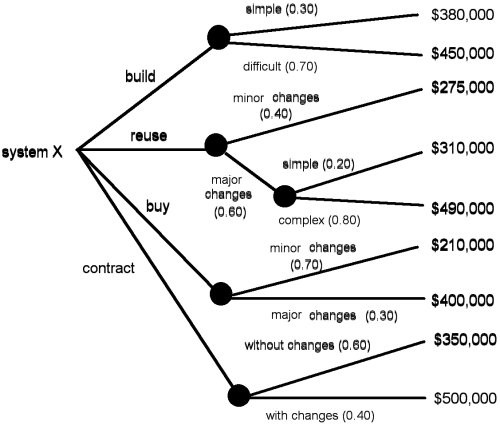 simple (0.30)
$380,000
$450,000
difficult (0.70)
build
$275,000
minor changes
(0.40)
reuse
system X
$310,000
simple (0.20)
major
changes
(0.60)
$490,000
complex (0.80)
buy
$210,000
minor changes
(0.70)
contract
$400,000
major changes (0.30)
$350,000
without changes (0.60)
$500,000
with changes (0.40)